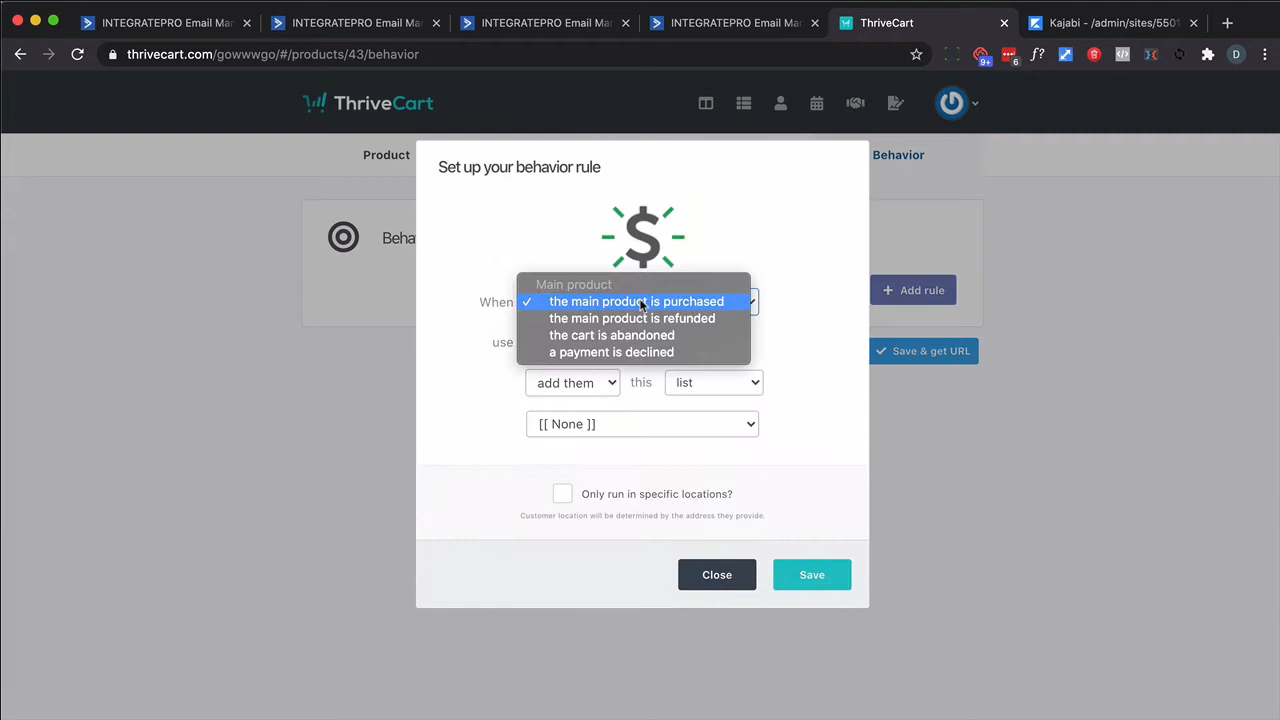 INTEGRATEPRO Email Mar
INTEGRATEPRO Email Mar
INTEGRATEPRO Email Mar
INTEGRATEPRO Email Mar
ThriveCart
Kajabi - /admin/sites/5501
thrivecart.com/gowwwgo/#/products/43/behavior
9+
6
f?
D
ThriveCart
Product
Behavior
Set up your behavior rule
Beha
$
Main product
When
the main product is purchased
Add rule
the main product is refunded
the cart is abandoned
use
a payment is declined
Save & get URL
add them
this
list
[[ None ]]
Only run in specific locations?
Customer location will be determined by the address they provide.
Close
Save